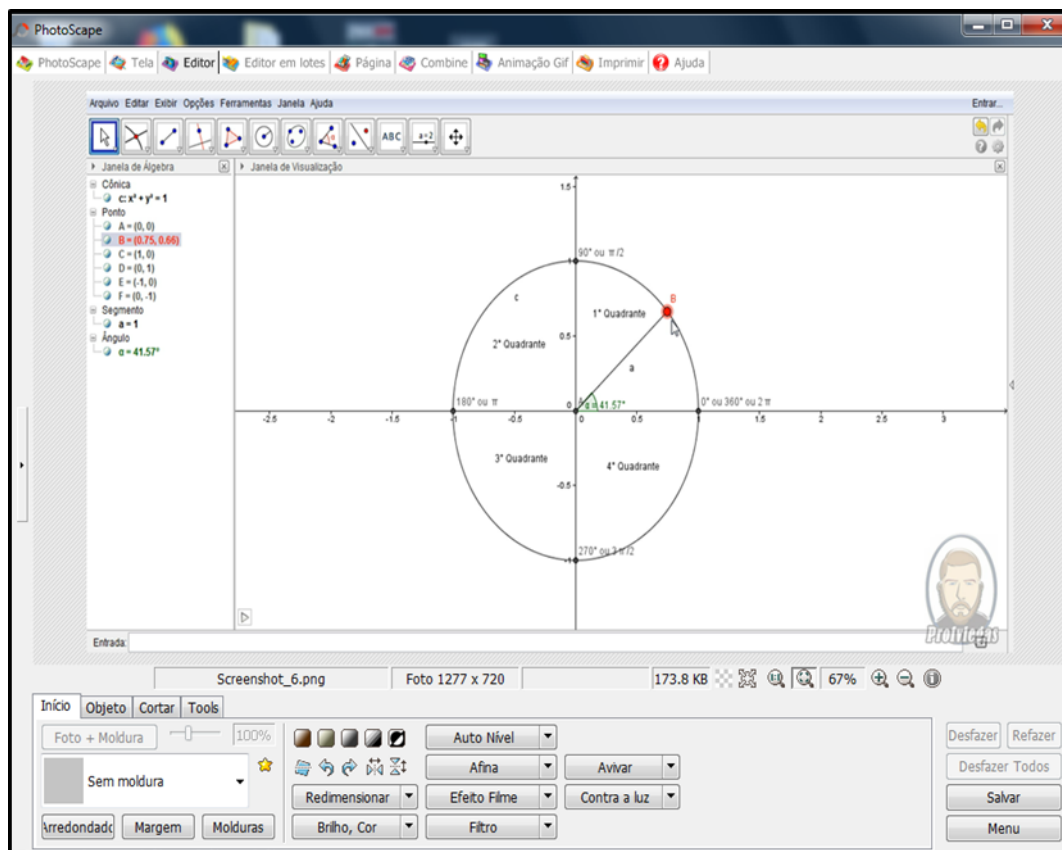 PhotoScape
PhotoScape Tela Editor Editor em lotes Página Combine Animação Gif Imprimir Ajuda
Arquivo Editar Exibir Opções Ferramentas Janela Ajuda Entrar...
ABC a=2
Janela de Álgebra
Janela de Visualização
Cônica
c: x² + y² = 1
Ponto
A = (0, 0)
B = (0.75, 0.66)
C = (1, 0)
D = (0, 1)
E = (-1, 0)
F = (0, -1)
Segmento
a = 1
Ângulo
α = 41.57°
1.5
90° ou π/2
1
c
B
1° Quadrante
0.5
2° Quadrante
a
180° ou π
0
A
α = 41.57°
0° ou 360° ou 2π
-2.5 -2 -1.5 -1 -0.5 0 0.5 1 1.5 2 2.5 3
3° Quadrante
4° Quadrante
-0.5
270° ou 3π/2
-1
Entrada:
Screenshot_6.png Foto 1277 x 720 173.8 KB 67%
Início Objeto Cortar Tools
Foto + Moldura 100%
Sem moldura
Arredondadc Margem Molduras
Auto Nível
Afina Avivar
Redimensionar Efeito Filme Contra a luz
Brilho, Cor Filtro
Desfazer Refazer
Desfazer Todos
Salvar
Menu